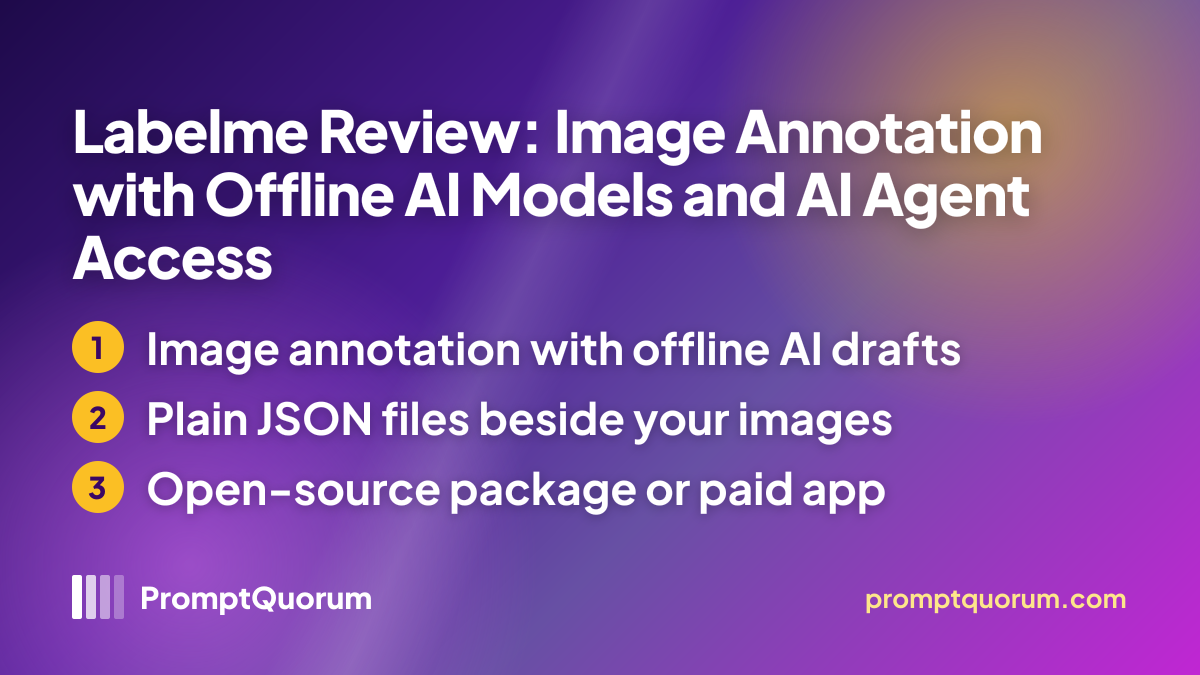 Labelme Review: Image Annotation
with Offline AI Models and AI Agent
Access
1 Image annotation with offline AI drafts
2 Plain JSON files beside your images
3 Open-source package or paid app
PromptQuorum
promptquorum.com